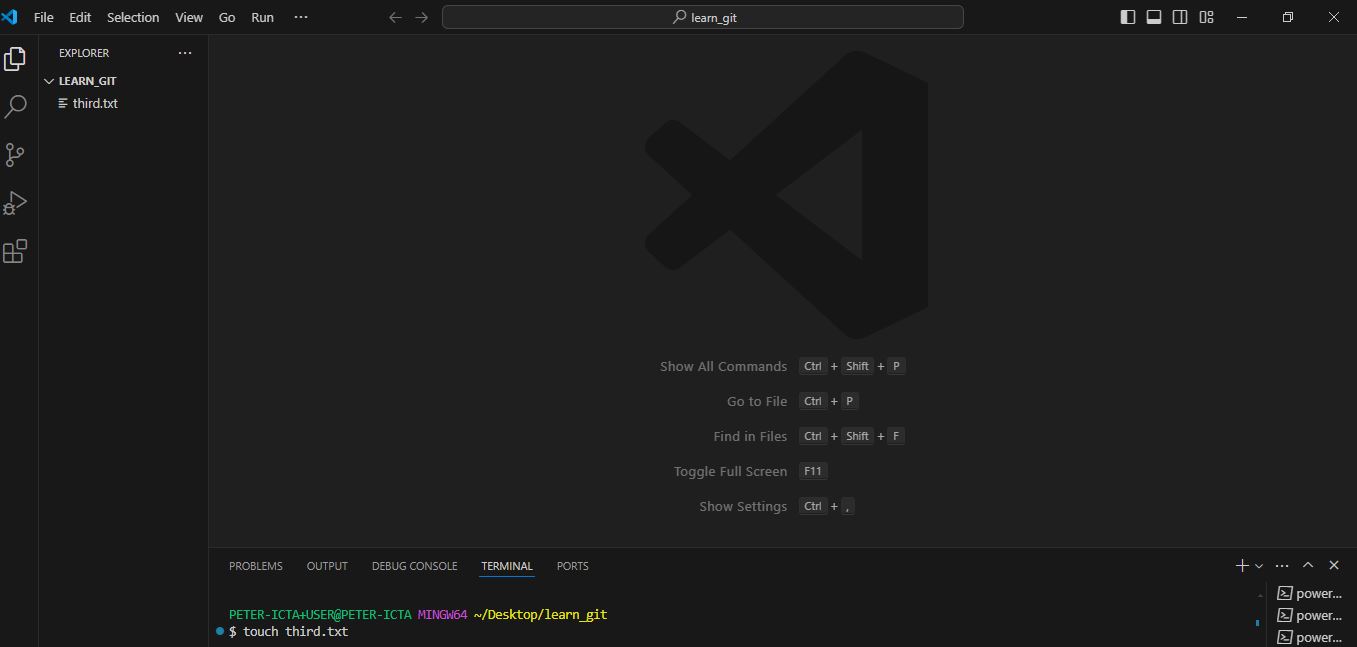 File Edit Selection View Go Run ··· learn_git
EXPLORER ···
LEARN_GIT
third.txt
Show All Commands Ctrl + Shift + P
Go to File Ctrl + P
Find in Files Ctrl + Shift + F
Toggle Full Screen F11
Show Settings Ctrl + ,
PROBLEMS OUTPUT DEBUG CONSOLE TERMINAL PORTS
PETER-ICTA+USER@PETER-ICTA MINGW64 ~/Desktop/learn_git
$ touch third.txt
power...
power...
power...